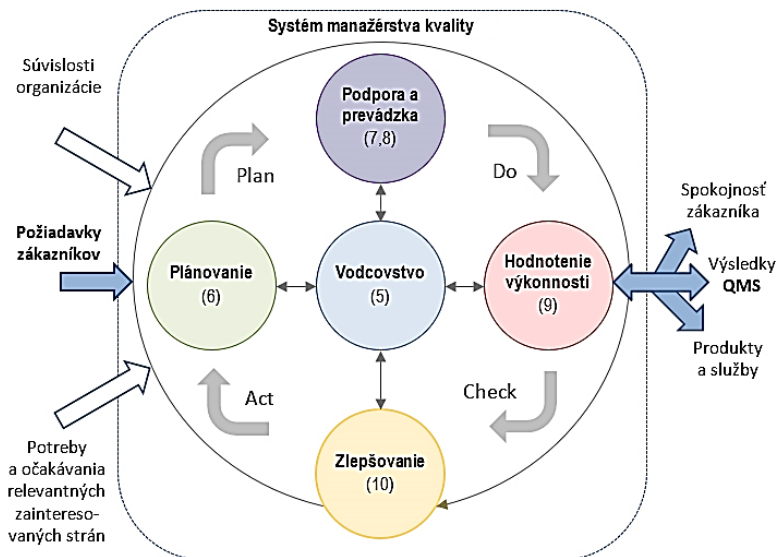 Systém manažérstva kvality
Súvislosti
organizácie
Podpora a
prevádzka
(7,8)
Plan
Do
Spokojnosť
zákazníka
Požiadavky
zákazníkov
Plánovanie
(6)
Vodcovstvo
(5)
Hodnotenie
výkonnosti
(9)
Výsledky
QMS
Produkty
a služby
Act
Check
Zlepšovanie
(10)
Potreby
a očakávania
relevantných
zaintereso-
vaných strán